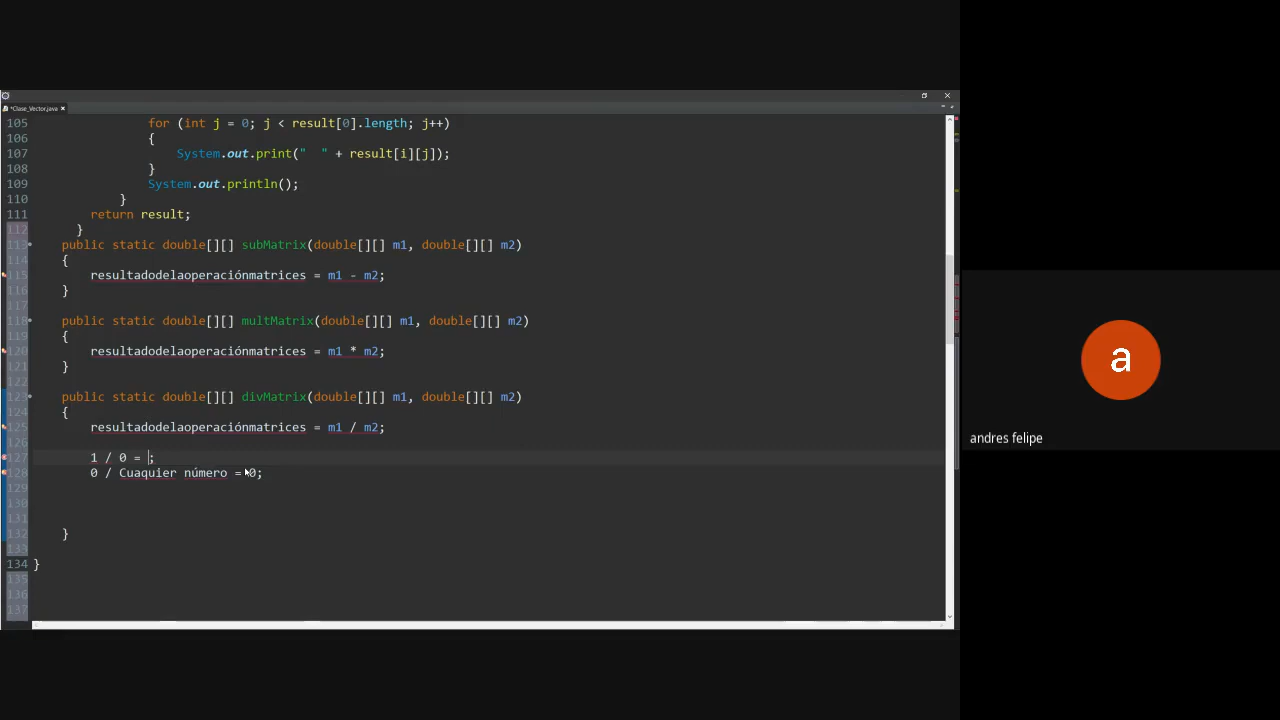 *Clase_Vector.java
105 for (int j = 0; j < result[0].length; j++)
106 {
107 System.out.print("  " + result[i][j]);
108 }
109 System.out.println();
110 }
111 return result;
112 }
113 public static double[][] subMatrix(double[][] m1, double[][] m2)
114 {
115 resultadodelaoperaciónmatrices = m1 - m2;
116 }
117
118 public static double[][] multMatrix(double[][] m1, double[][] m2)
119 {
120 resultadodelaoperaciónmatrices = m1 * m2;
121 }
122
123 public static double[][] divMatrix(double[][] m1, double[][] m2)
124 {
125 resultadodelaoperaciónmatrices = m1 / m2;
126
127 1 / 0 = ;
128 0 / Cuaquier número = 0;
129
130
131
132 }
133
134 }
135
136
137
a
andres felipe